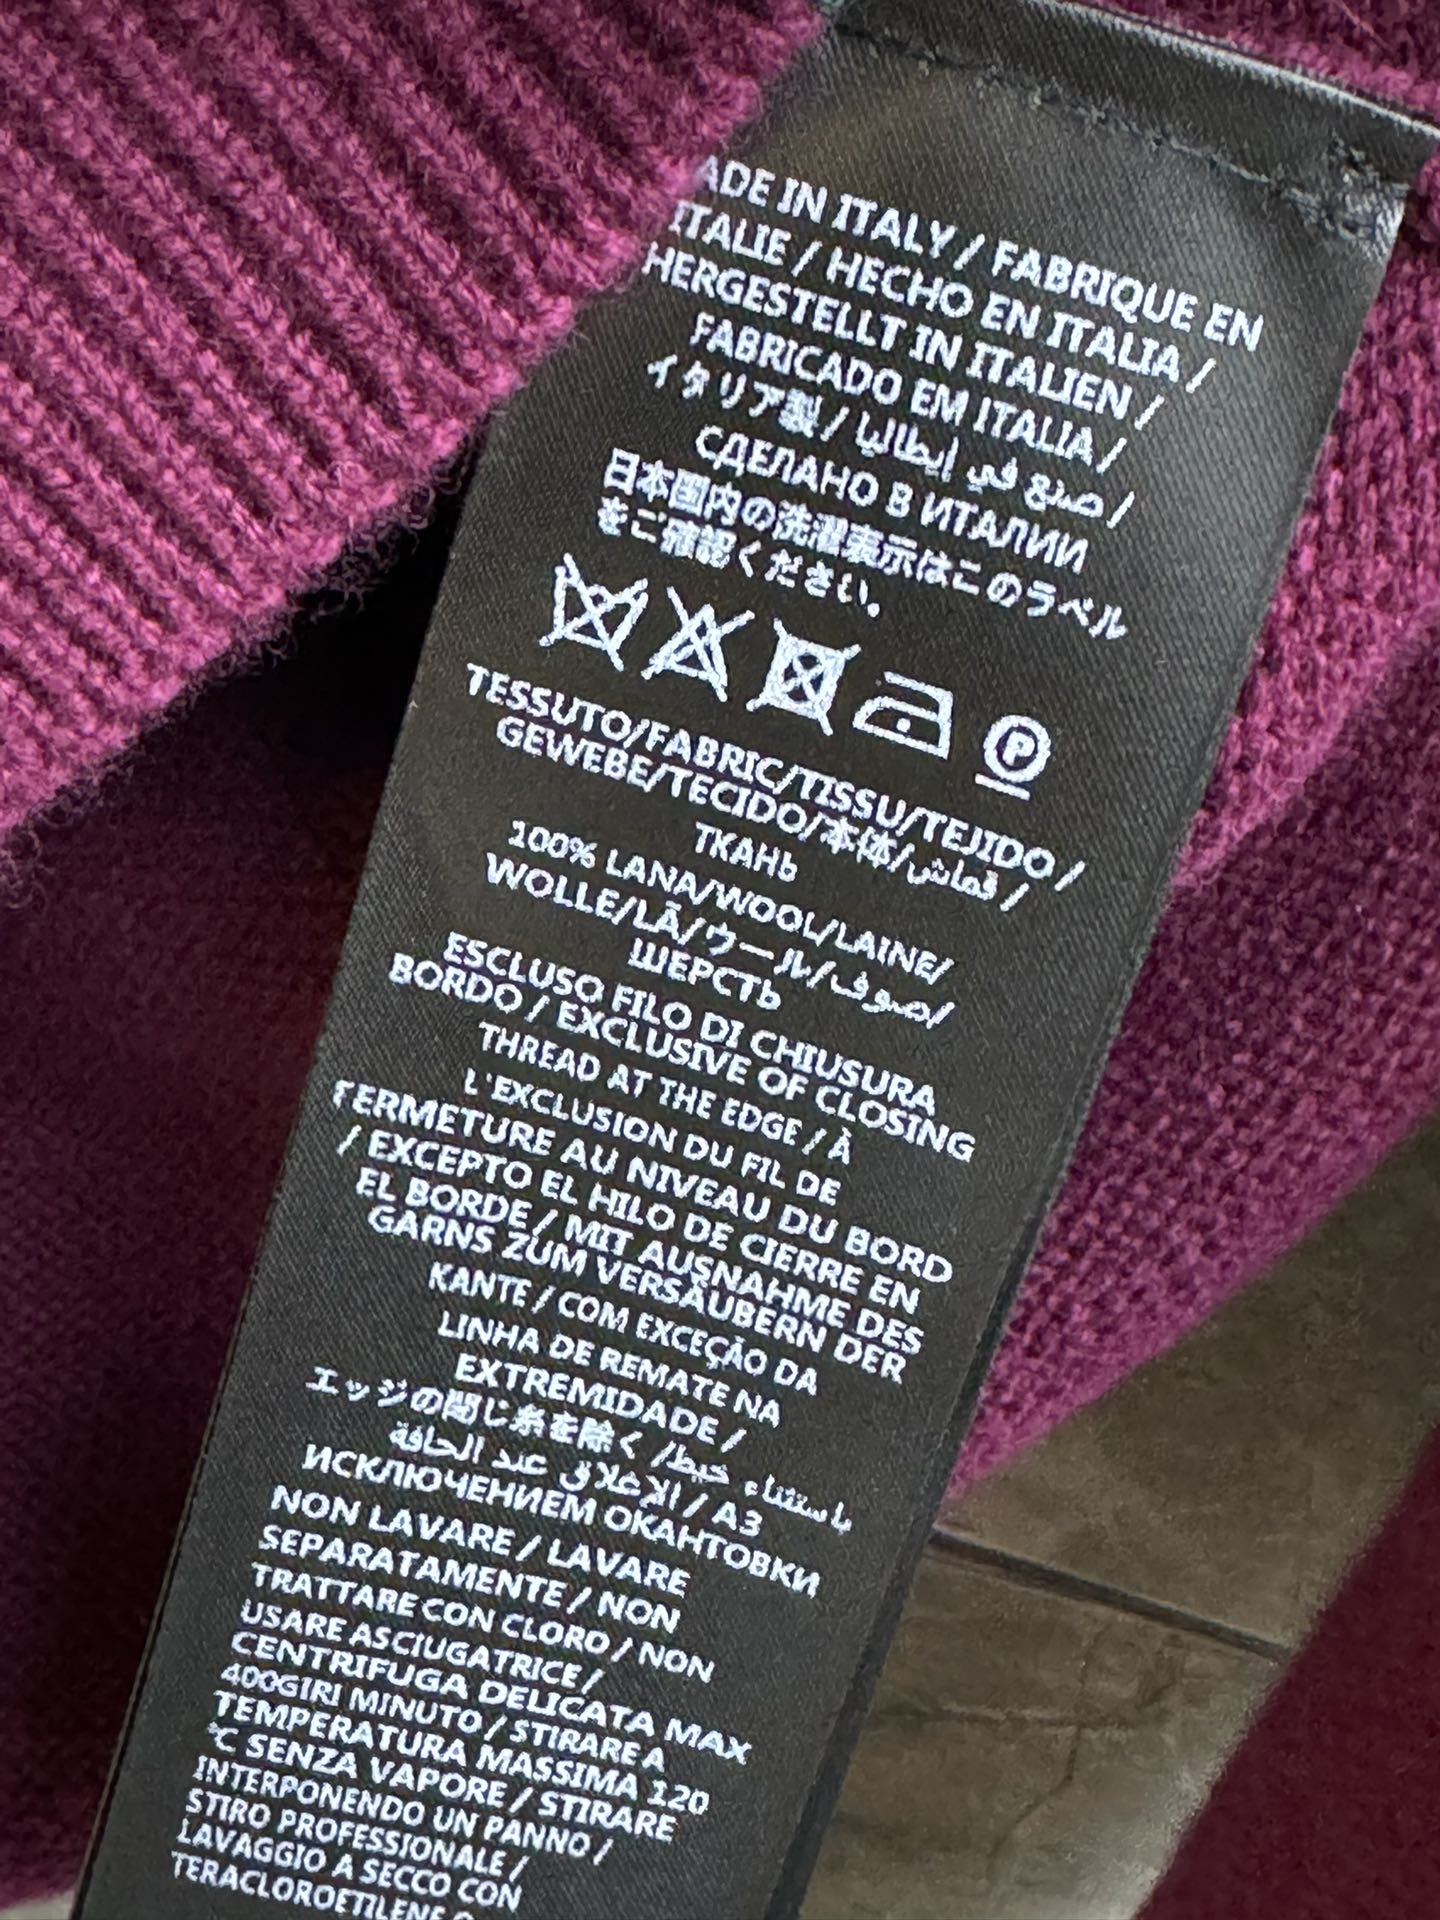 ADE IN ITALY / FABRIQUE EN
ITALIE / HECHO EN ITALIA /
HERGESTELLT IN ITALIEN /
FABRICADO EM ITALIA /
イタリア製 / صنع في إيطاليا /
СДЕЛАНО В ИТАЛИИ
日本国内の洗濯表示はこのラベル
をご確認ください。
P
TESSUTO/FABRIC/TISSU/TEJIDO /
GEWEBE/TECIDO/本体/قماش /
ТКАНЬ
100% LANA/WOOL/LAINE/
WOLLE/LÃ/ウール/صوف/
ШЕРСТЬ
ESCLUSO FILO DI CHIUSURA
BORDO / EXCLUSIVE OF CLOSING
THREAD AT THE EDGE / À
L'EXCLUSION DU FIL DE
FERMETURE AU NIVEAU DU BORD
/ EXCEPTO EL HILO DE CIERRE EN
EL BORDE / MIT AUSNAHME DES
GARNS ZUM VERSÄUBERN DER
KANTE / COM EXCEÇÃO DA
LINHA DE REMATE NA
EXTREMIDADE /
エッジの閉じ糸を除く / باستثناء خيط
الإغلاق عند الحافة / АЗ
ИСКЛЮЧЕНИЕМ ОКАНТОВКИ
NON LAVARE / LAVARE
SEPARATAMENTE / NON
TRATTARE CON CLORO / NON
USARE ASCIUGATRICE /
CENTRIFUGA DELICATA MAX
400GIRI MINUTO / STIRARE A
TEMPERATURA MASSIMA 120
°C SENZA VAPORE / STIRARE
INTERPONENDO UN PANNO /
STIRO PROFESSIONALE /
LAVAGGIO A SECCO CON
TERACLOROETILENE O